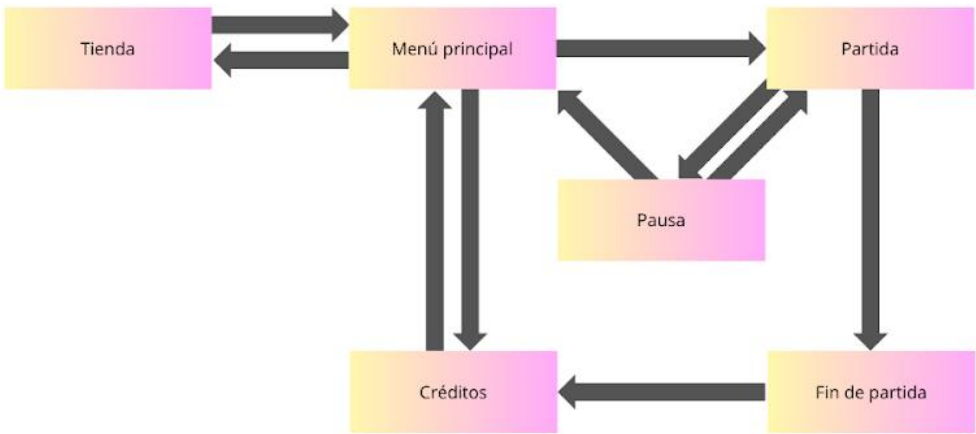 Tienda
Menú principal
Partida
Pausa
Créditos
Fin de partida